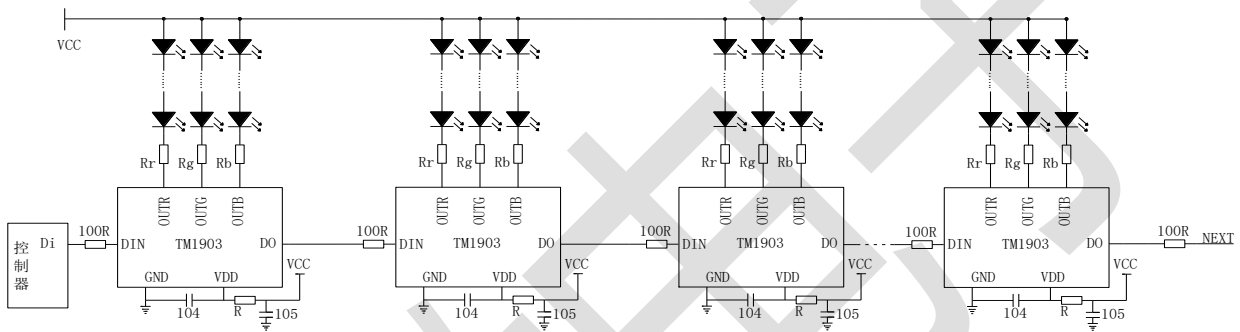 VCC
Rr Rg Rb Rr Rg Rb Rr Rg Rb Rr Rg Rb
OUTR OUTG OUTB OUTR OUTG OUTB OUTR OUTG OUTB OUTR OUTG OUTB
控制器 Di 100R DIN TM1903 DO 100R DIN TM1903 DO 100R DIN TM1903 DO 100R DIN TM1903 DO 100R NEXT
GND VDD VCC GND VDD VCC GND VDD VCC GND VDD VCC
104 R 105 104 R 105 104 R 105 104 R 105